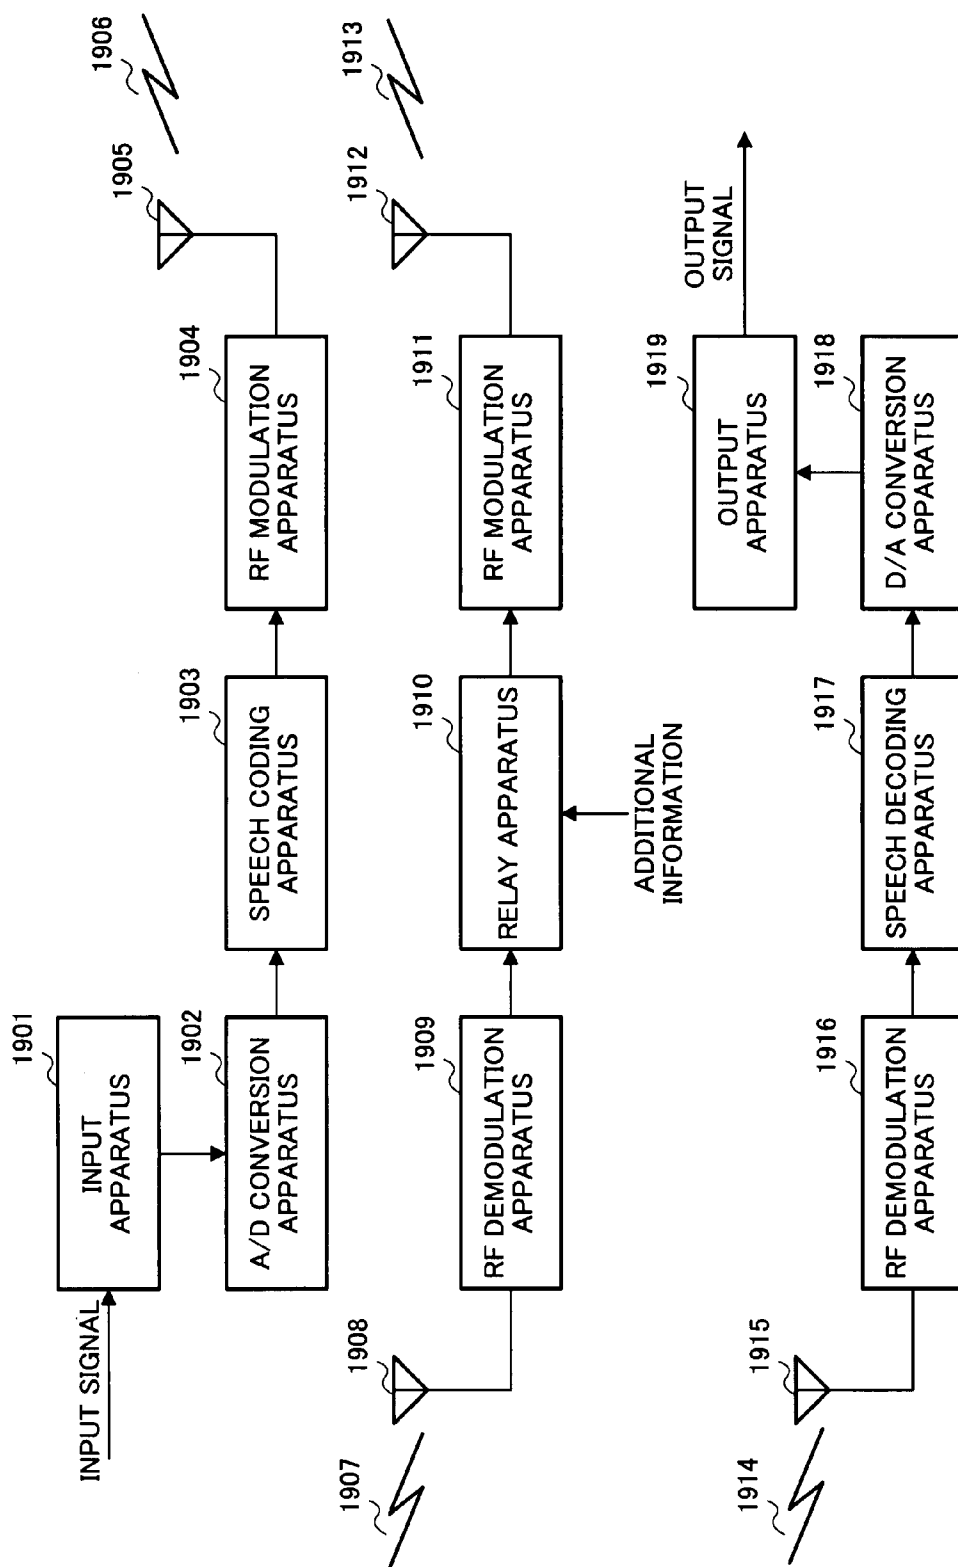 INPUT SIGNAL
1901
INPUT
APPARATUS
1902
A/D CONVERSION
APPARATUS
1903
SPEECH CODING
APPARATUS
1904
RF MODULATION
APPARATUS
1905
1906
1907
1908
1909
RF DEMODULATION
APPARATUS
1910
RELAY APPARATUS
ADDITIONAL
INFORMATION
1911
RF MODULATION
APPARATUS
1912
1913
1914
1915
1916
RF DEMODULATION
APPARATUS
1917
SPEECH DECODING
APPARATUS
1918
D/A CONVERSION
APPARATUS
1919
OUTPUT
APPARATUS
OUTPUT
SIGNAL